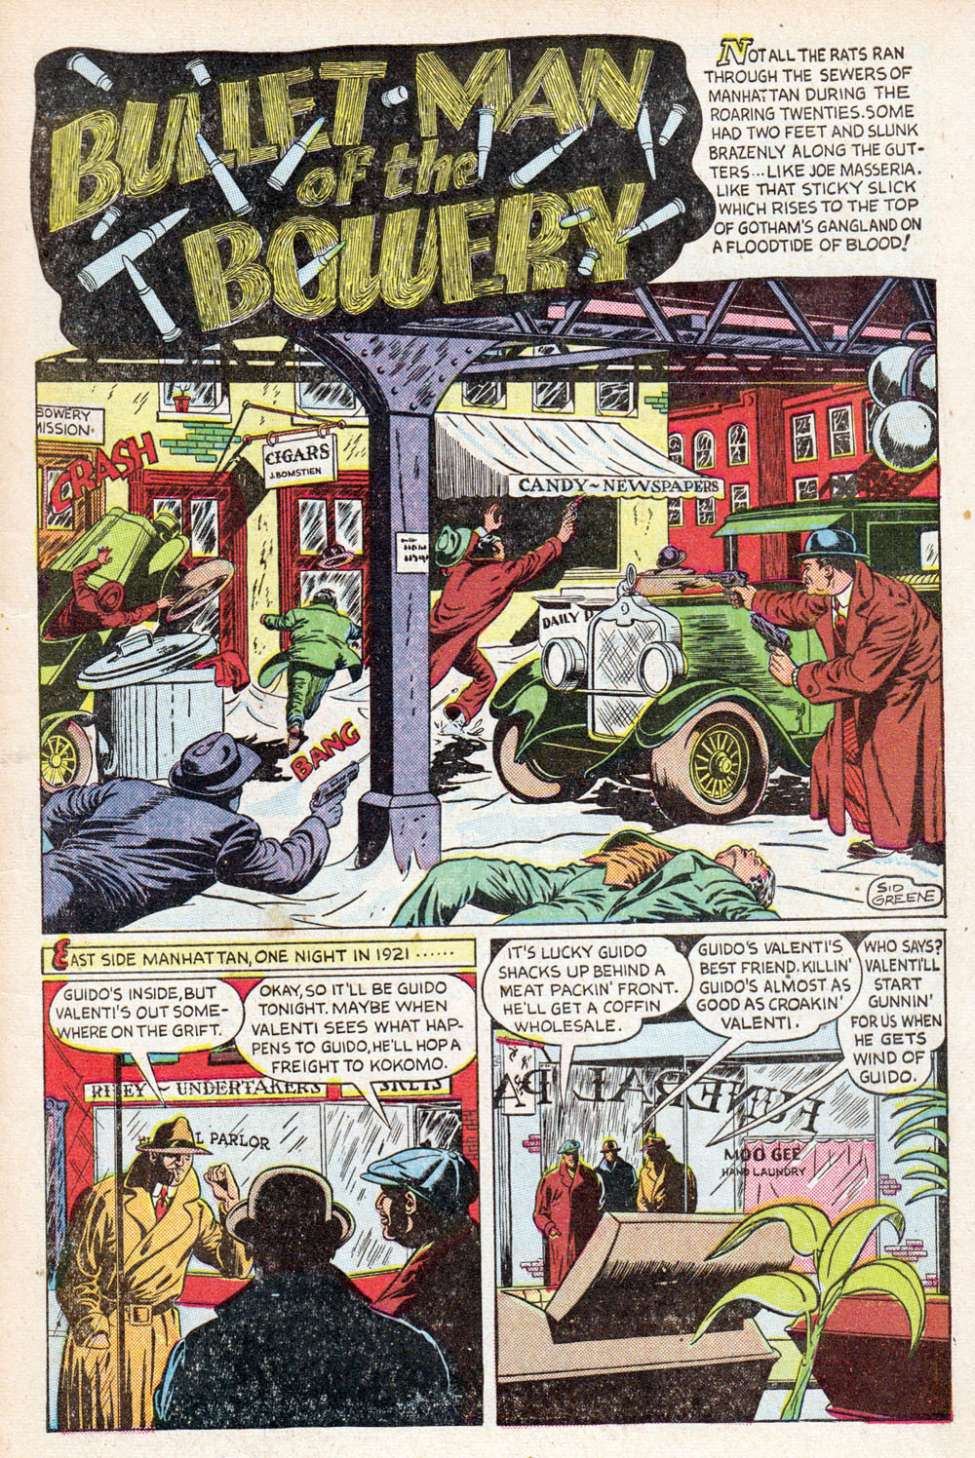 BULLET-MAN
of the
BOWERY
NOT ALL THE RATS RAN
THROUGH THE SEWERS OF
MANHATTAN DURING THE
ROARING TWENTIES. SOME
HAD TWO FEET AND SLUNK
BRAZENLY ALONG THE GUT-
TERS...LIKE JOE MASSERIA.
LIKE THAT STICKY SLICK
WHICH RISES TO THE TOP
OF GOTHAM'S GANGLAND ON
A FLOODTIDE OF BLOOD!
BOWERY
MISSION
CRASH
CIGARS
J. BOMSTIEN
CANDY~NEWSPAPERS
DAILY
BANG
SID
GREENE
EAST SIDE MANHATTAN, ONE NIGHT IN 1921 ......
GUIDO'S INSIDE, BUT
VALENTI'S OUT SOME-
WHERE ON THE GRIFT.
OKAY, SO IT'LL BE GUIDO
TONIGHT. MAYBE WHEN
VALENTI SEES WHAT HAP-
PENS TO GUIDO, HE'LL HOP A
FREIGHT TO KOKOMO.
RILEY ~ UNDERTAKERS
L PARLOR
IT'S LUCKY GUIDO
SHACKS UP BEHIND A
MEAT PACKIN' FRONT.
HE'LL GET A COFFIN
WHOLESALE.
GUIDO'S VALENTI'S
BEST FRIEND. KILLIN'
GUIDO'S ALMOST AS
GOOD AS CROAKIN'
VALENTI.
WHO SAYS?
VALENTI'LL
START
GUNNIN'
FOR US WHEN
HE GETS
WIND OF
GUIDO.
FUNERAL PA
MOO GEE
HAND LAUNDRY